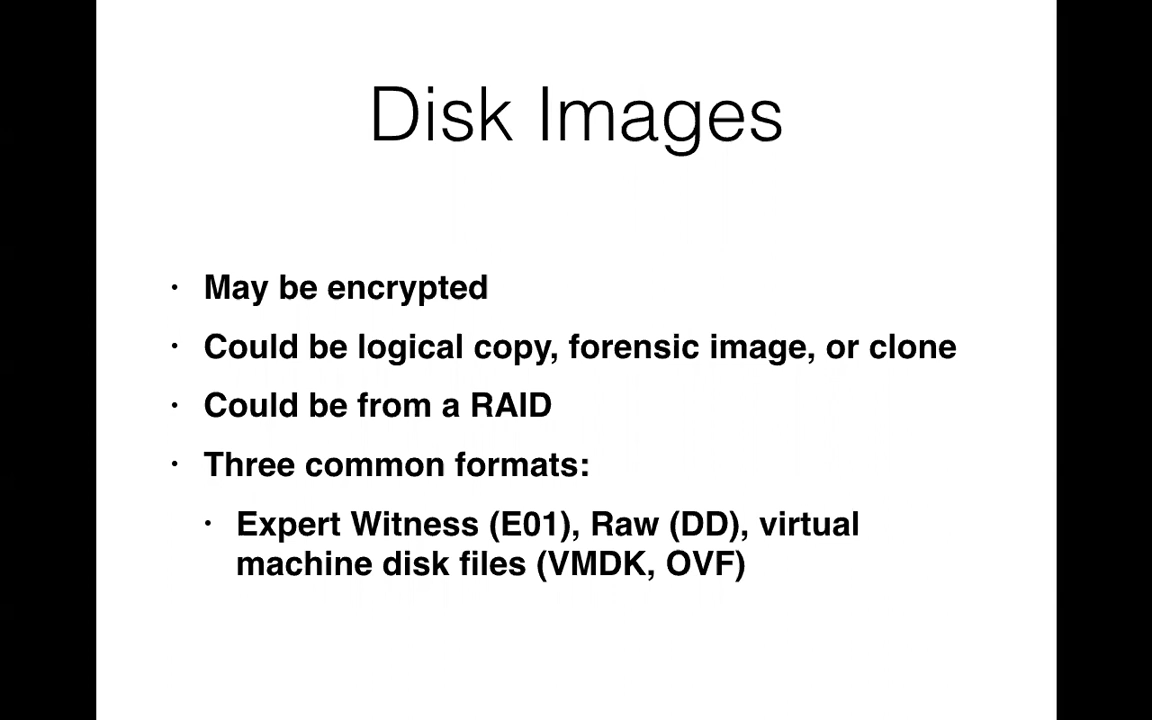 Disk Images
• May be encrypted
• Could be logical copy, forensic image, or clone
• Could be from a RAID
• Three common formats:
• Expert Witness (E01), Raw (DD), virtual
machine disk files (VMDK, OVF)